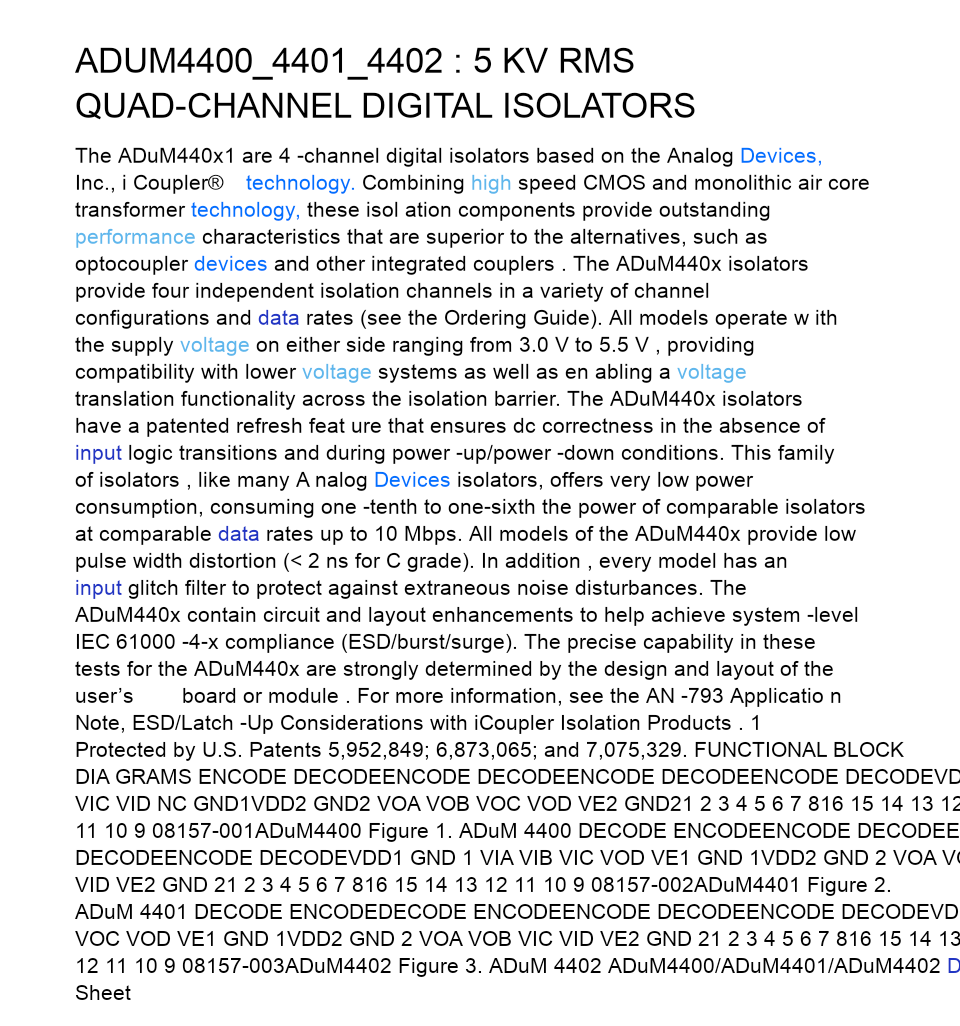 ADUM4400_4401_4402 : 5 KV RMS
QUAD-CHANNEL DIGITAL ISOLATORS
The ADuM440x1 are 4 -channel digital isolators based on the Analog Devices,
Inc., i Coupler® technology. Combining high speed CMOS and monolithic air core
transformer technology, these isol ation components provide outstanding
performance characteristics that are superior to the alternatives, such as
optocoupler devices and other integrated couplers . The ADuM440x isolators
provide four independent isolation channels in a variety of channel
configurations and data rates (see the Ordering Guide). All models operate w ith
the supply voltage on either side ranging from 3.0 V to 5.5 V , providing
compatibility with lower voltage systems as well as en abling a voltage
translation functionality across the isolation barrier. The ADuM440x isolators
have a patented refresh feat ure that ensures dc correctness in the absence of
input logic transitions and during power -up/power -down conditions. This family
of isolators , like many A nalog Devices isolators, offers very low power
consumption, consuming one -tenth to one-sixth the power of comparable isolators
at comparable data rates up to 10 Mbps. All models of the ADuM440x provide low
pulse width distortion (< 2 ns for C grade). In addition , every model has an
input glitch filter to protect against extraneous noise disturbances. The
ADuM440x contain circuit and layout enhancements to help achieve system -level
IEC 61000 -4-x compliance (ESD/burst/surge). The precise capability in these
tests for the ADuM440x are strongly determined by the design and layout of the
user’s board or module . For more information, see the AN -793 Applicatio n
Note, ESD/Latch -Up Considerations with iCoupler Isolation Products . 1
Protected by U.S. Patents 5,952,849; 6,873,065; and 7,075,329. FUNCTIONAL BLOCK
DIA GRAMS ENCODE DECODEENCODE DECODEENCODE DECODEENCODE DECODEVD
VIC VID NC GND1VDD2 GND2 VOA VOB VOC VOD VE2 GND21 2 3 4 5 6 7 816 15 14 13 12
11 10 9 08157-001ADuM4400 Figure 1. ADuM 4400 DECODE ENCODEENCODE DECODEE
DECODEENCODE DECODEVDD1 GND 1 VIA VIB VIC VOD VE1 GND 1VDD2 GND 2 VOA VO
VID VE2 GND 21 2 3 4 5 6 7 816 15 14 13 12 11 10 9 08157-002ADuM4401 Figure 2.
ADuM 4401 DECODE ENCODEDECODE ENCODEENCODE DECODEENCODE DECODEVD
VOC VOD VE1 GND 1VDD2 GND 2 VOA VOB VIC VID VE2 GND 21 2 3 4 5 6 7 816 15 14 13
12 11 10 9 08157-003ADuM4402 Figure 3. ADuM 4402 ADuM4400/ADuM4401/ADuM4402 D
Sheet